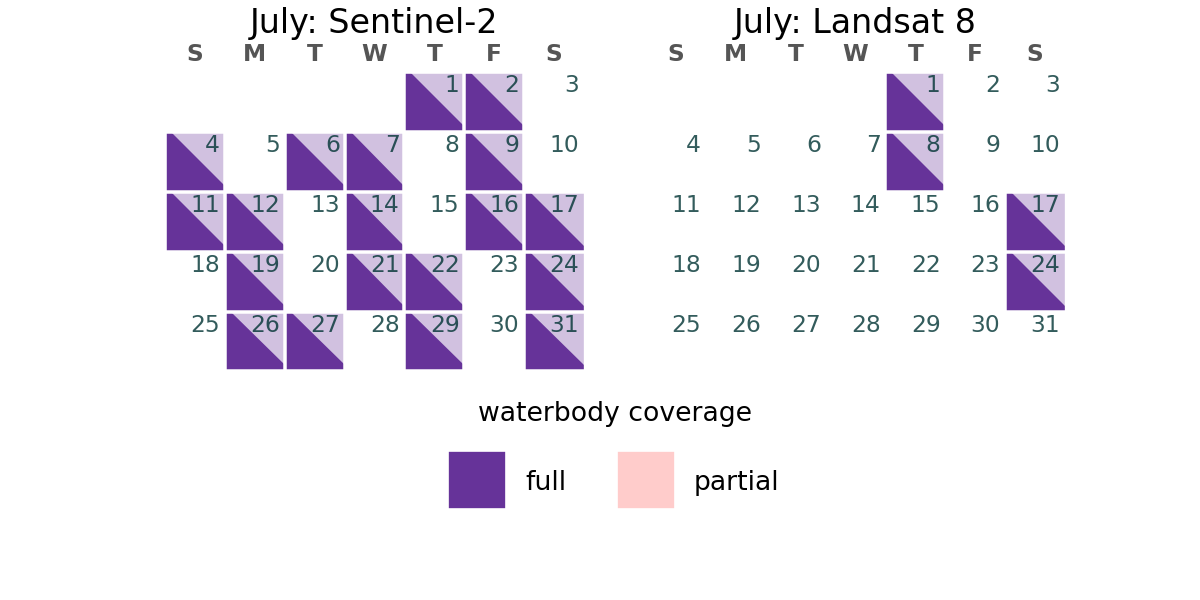 July: Sentinel-2
S M T W T F S
1 2 3
4 5 6 7 8 9 10
11 12 13 14 15 16 17
18 19 20 21 22 23 24
25 26 27 28 29 30 31
July: Landsat 8
S M T W T F S
1 2 3
4 5 6 7 8 9 10
11 12 13 14 15 16 17
18 19 20 21 22 23 24
25 26 27 28 29 30 31
waterbody coverage
full partial